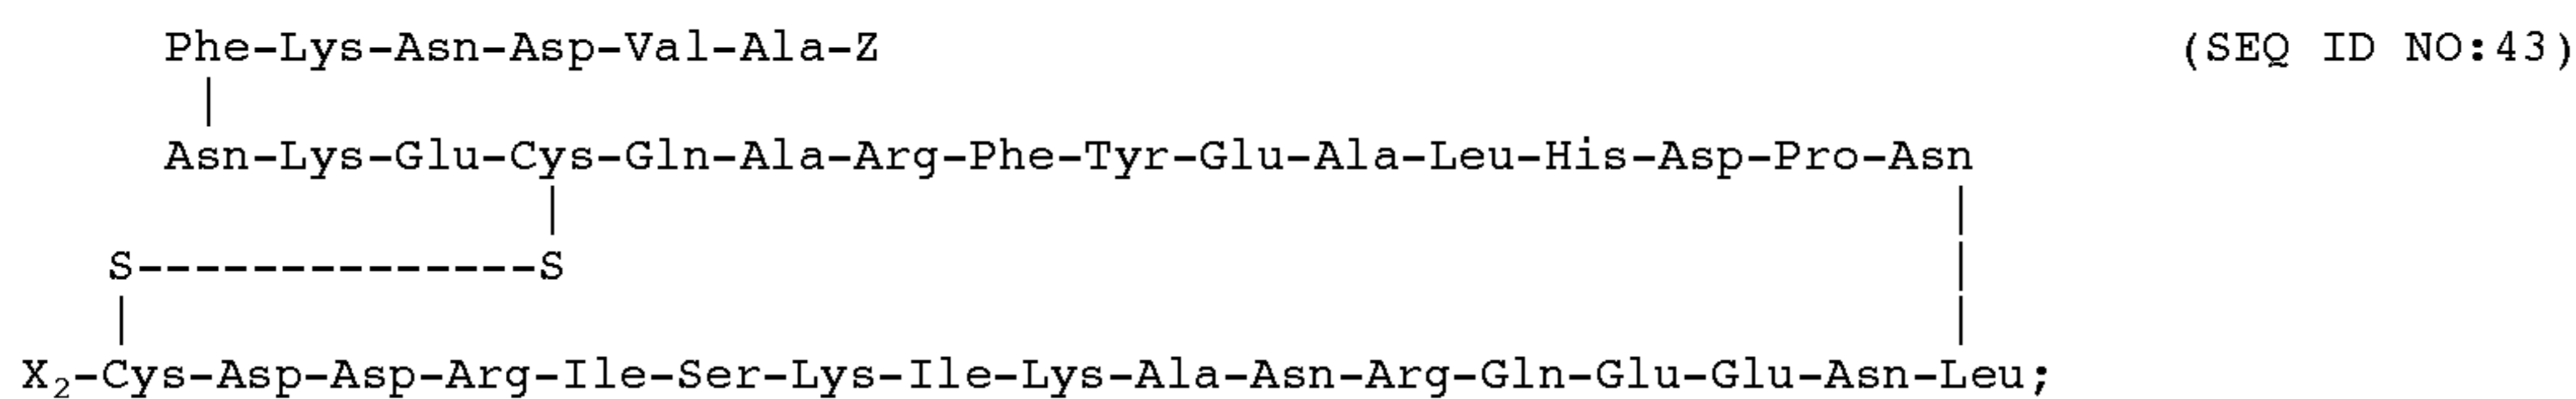 Phe-Lys-Asn-Asp-Val-Ala-Z (SEQ ID NO:43)
|
Asn-Lys-Glu-Cys-Gln-Ala-Arg-Phe-Tyr-Glu-Ala-Leu-His-Asp-Pro-Asn
S--------------S
X₂-Cys-Asp-Asp-Arg-Ile-Ser-Lys-Ile-Lys-Ala-Asn-Arg-Gln-Glu-Glu-Asn-Leu;